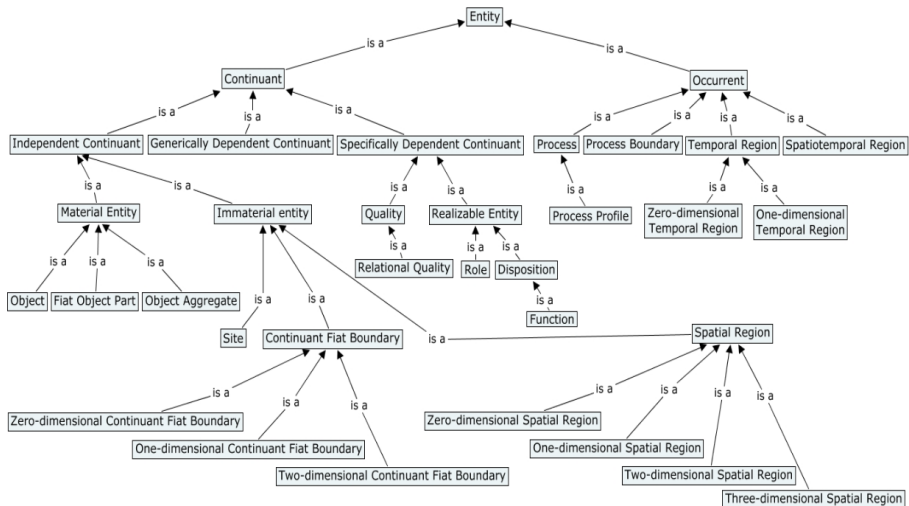 Entity
is a
is a
Continuant
Occurrent
is a
is a
is a
is a
is a
is a
is a
Independent Continuant
Generically Dependent Continuant
Specifically Dependent Continuant
Process
Process Boundary
Temporal Region
Spatiotemporal Region
is a
is a
is a
is a
is a
is a
is a
Material Entity
Immaterial entity
Quality
Realizable Entity
Process Profile
Zero-dimensional
Temporal Region
One-dimensional
Temporal Region
is a
is a
is a
is a
is a
is a
Relational Quality
Role
Disposition
Object
Fiat Object Part
Object Aggregate
is a
is a
is a
Function
Site
Continuant Fiat Boundary
is a
Spatial Region
is a
is a
is a
is a
is a
is a
is a
Zero-dimensional Continuant Fiat Boundary
Zero-dimensional Spatial Region
One-dimensional Continuant Fiat Boundary
One-dimensional Spatial Region
Two-dimensional Continuant Fiat Boundary
Two-dimensional Spatial Region
Three-dimensional Spatial Region